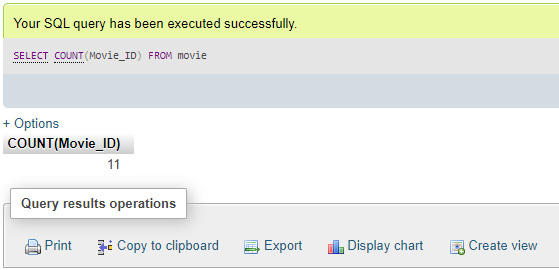 Your SQL query has been executed successfully.
SELECT COUNT(Movie_ID) FROM movie
+ Options
COUNT(Movie_ID)
11
Query results operations
Print Copy to clipboard Export Display chart Create view